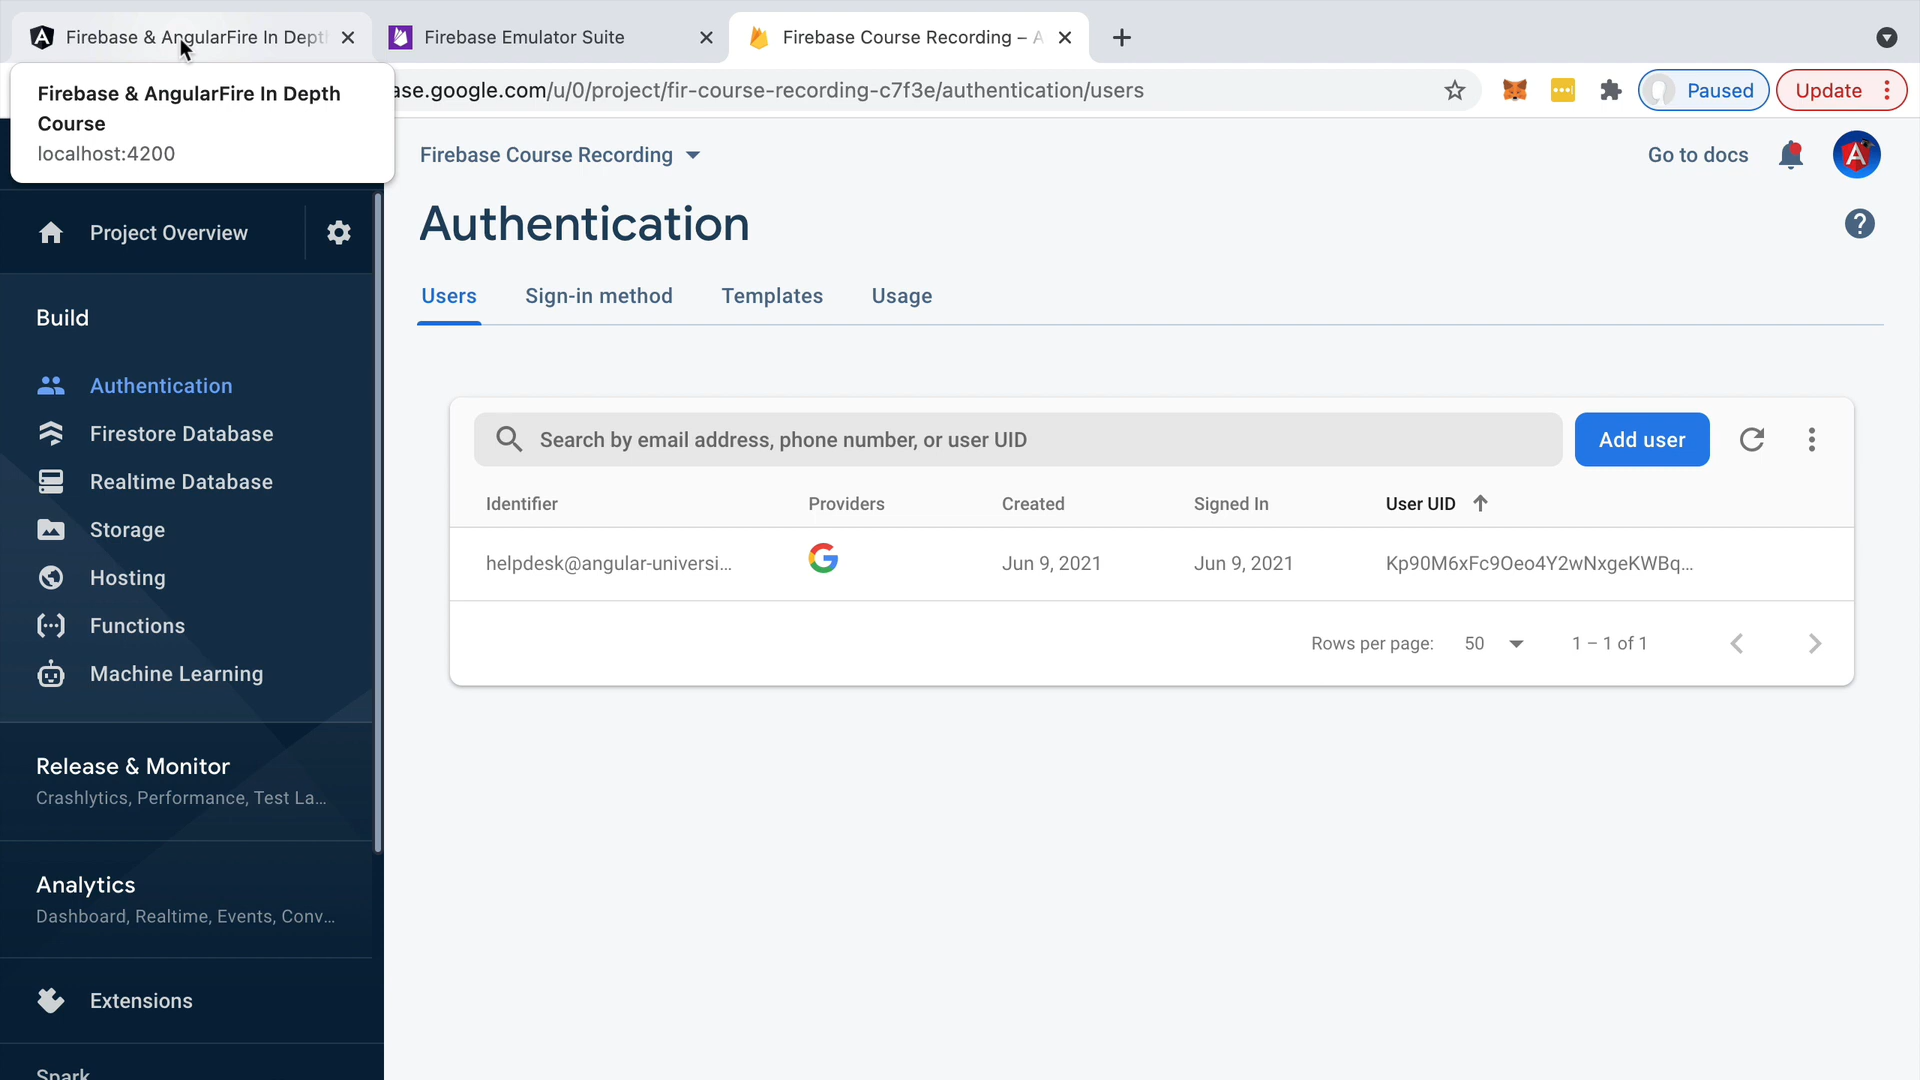 Firebase & AngularFire In Dept
Firebase Emulator Suite
Firebase Course Recording – A
Firebase & AngularFire In Depth
Course
localhost:4200
ase.google.com/u/0/project/fir-course-recording-c7f3e/authentication/users
Paused
Update
Firebase Course Recording
Go to docs
Project Overview
Authentication
Users
Sign-in method
Templates
Usage
Build
Authentication
Firestore Database
Realtime Database
Storage
Hosting
Functions
Machine Learning
Search by email address, phone number, or user UID
Add user
Identifier
Providers
Created
Signed In
User UID
helpdesk@angular-universi...
Jun 9, 2021
Jun 9, 2021
Kp90M6xFc9Oeo4Y2wNxgeKWBq...
Rows per page:
50
1 – 1 of 1
Release & Monitor
Crashlytics, Performance, Test La...
Analytics
Dashboard, Realtime, Events, Conv...
Extensions
Spark